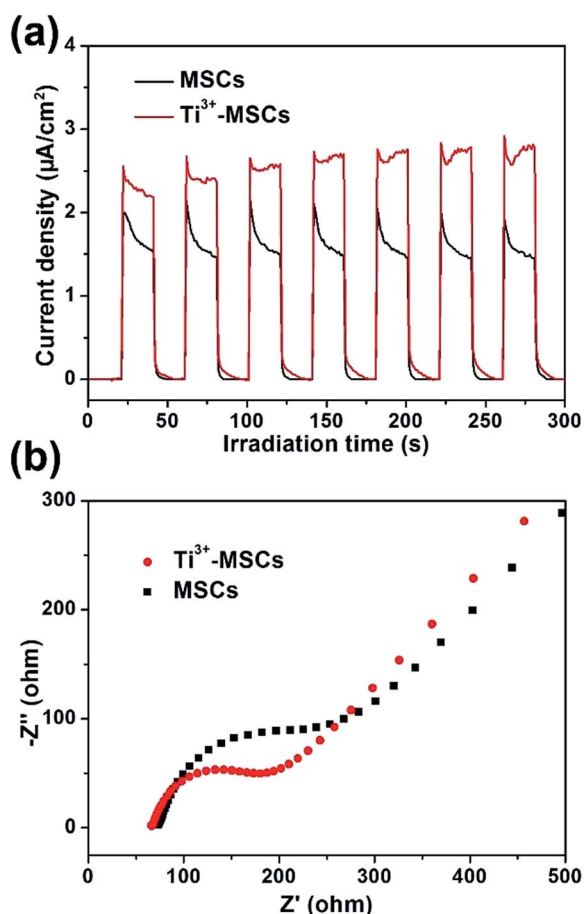 (a)
4
3
2
1
0
Current density (µA/cm²)
MSCs
Ti³⁺-MSCs
0 50 100 150 200 250 300
Irradiation time (s)
(b)
300
200
100
0
-Z" (ohm)
Ti³⁺-MSCs
MSCs
0 100 200 300 400 500
Z' (ohm)